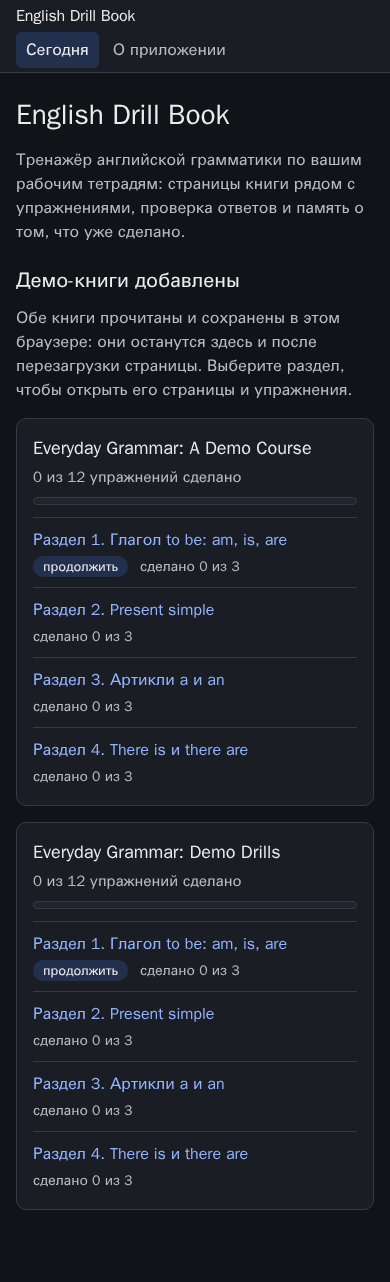 English Drill Book
Сегодня
О приложении
English Drill Book
Тренажёр английской грамматики по вашим
рабочим тетрадям: страницы книги рядом с
упражнениями, проверка ответов и память о
том, что уже сделано.
Демо-книги добавлены
Обе книги прочитаны и сохранены в этом
браузере: они останутся здесь и после
перезагрузки страницы. Выберите раздел,
чтобы открыть его страницы и упражнения.
Everyday Grammar: A Demo Course
0 из 12 упражнений сделано
Раздел 1. Глагол to be: am, is, are
продолжить
сделано 0 из 3
Раздел 2. Present simple
сделано 0 из 3
Раздел 3. Артикли a и an
сделано 0 из 3
Раздел 4. There is и there are
сделано 0 из 3
Everyday Grammar: Demo Drills
0 из 12 упражнений сделано
Раздел 1. Глагол to be: am, is, are
продолжить
сделано 0 из 3
Раздел 2. Present simple
сделано 0 из 3
Раздел 3. Артикли a и an
сделано 0 из 3
Раздел 4. There is и there are
сделано 0 из 3